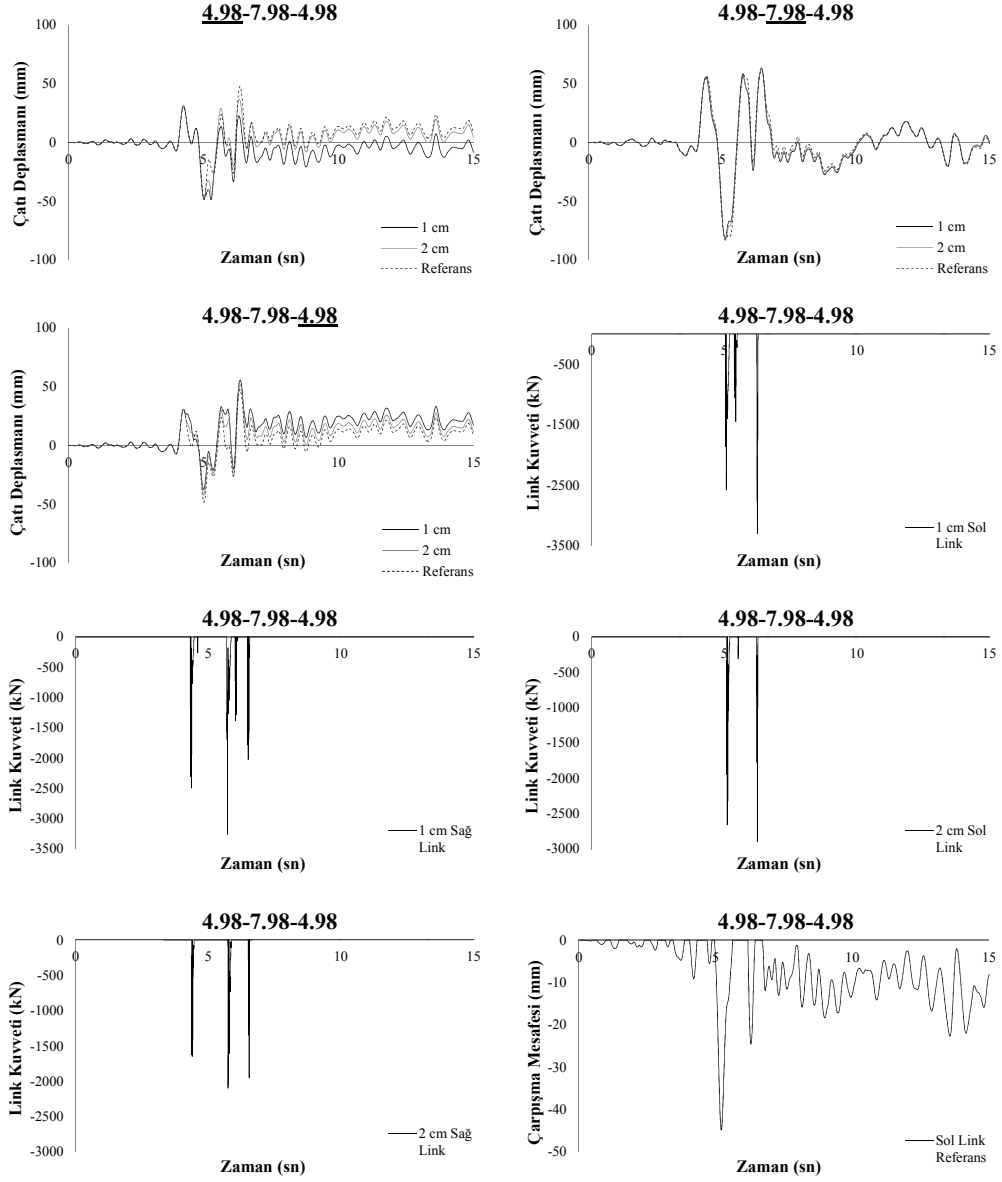 4.98-7.98-4.98
100
50
0
-50
-100
0
5
10
15
Çatı Deplasmanı (mm)
Zaman (sn)
1 cm
2 cm
Referans
4.98-7.98-4.98
100
50
0
-50
-100
0
5
10
15
Çatı Deplasmanı (mm)
Zaman (sn)
1 cm
2 cm
Referans
4.98-7.98-4.98
100
50
0
-50
-100
0
5
10
15
Çatı Deplasmanı (mm)
Zaman (sn)
1 cm
2 cm
Referans
4.98-7.98-4.98
-500
-1500
-2500
-3500
0
5
10
15
Link Kuvveti (kN)
Zaman (sn)
1 cm Sol
Link
4.98-7.98-4.98
0
-500
-1000
-1500
-2000
-2500
-3000
-3500
0
5
10
15
Link Kuvveti (kN)
Zaman (sn)
1 cm Sağ
Link
4.98-7.98-4.98
0
-500
-1000
-1500
-2000
-2500
-3000
0
5
10
15
Link Kuvveti (kN)
Zaman (sn)
2 cm Sol
Link
4.98-7.98-4.98
0
-500
-1000
-1500
-2000
-2500
-3000
0
5
10
15
Link Kuvveti (kN)
Zaman (sn)
2 cm Sağ
Link
4.98-7.98-4.98
0
-10
-20
-30
-40
-50
0
5
10
15
Çarpışma Mesafesi (mm)
Zaman (sn)
Sol Link
Referans